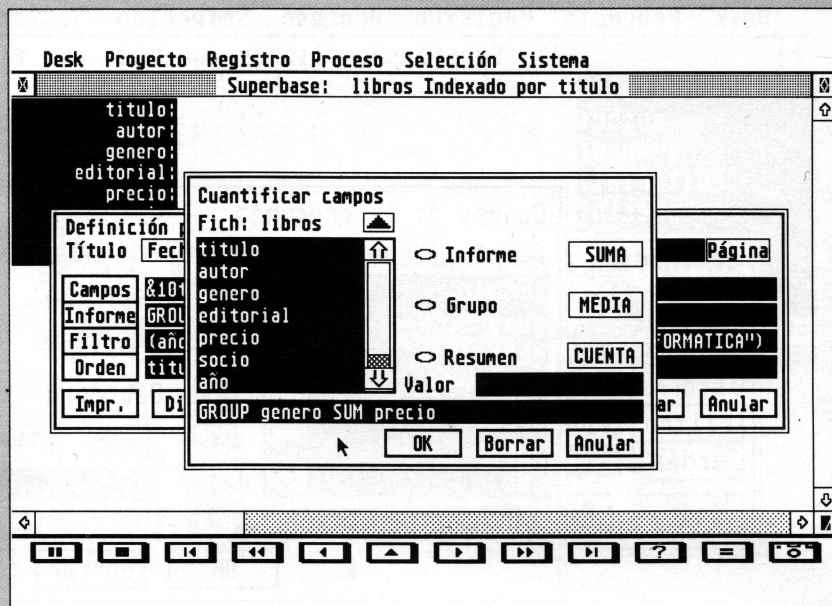 Desk Proyecto Registro Proceso Selección Sistema
Superbase: libros Indexado por titulo
titulo:
autor:
genero:
editorial:
precio:
Definición
Título Fech Página
Campos
Informe GROU
Filtro (año FORMATICA")
Orden titu
Impr. Di ar Anular
Cuantificar campos
Fich: libros
titulo
autor
genero
editorial
precio
socio
año
Informe SUMA
Grupo MEDIA
Resumen CUENTA
Valor
GROUP genero SUM precio
OK Borrar Anular
? =